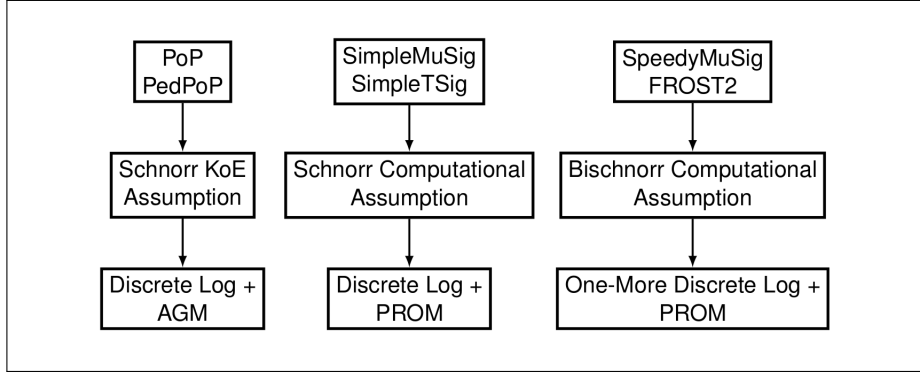 PoP
PedPoP
SimpleMuSig
SimpleTSig
SpeedyMuSig
FROST2
Schnorr KoE
Assumption
Schnorr Computational
Assumption
Bischnorr Computational
Assumption
Discrete Log +
AGM
Discrete Log +
PROM
One-More Discrete Log +
PROM